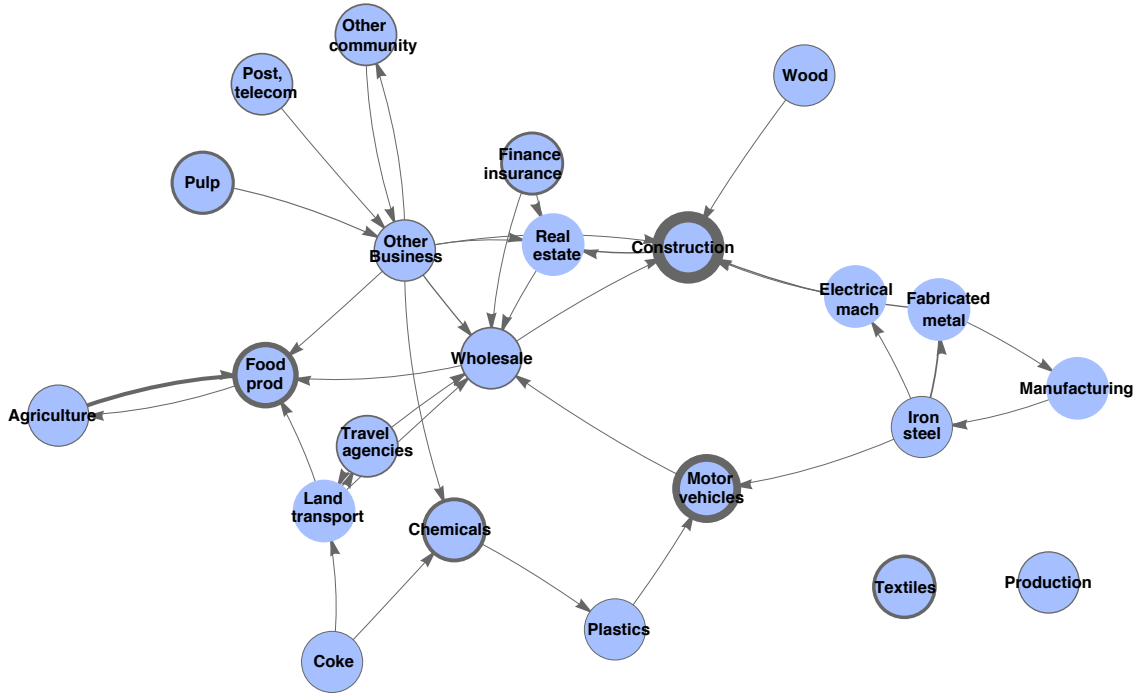 Other
community
Post,
telecom
Wood
Finance
insurance
Pulp
Other
Business
Real
estate
Construction
Electrical
mach
Fabricated
metal
Wholesale
Food
prod
Manufacturing
Agriculture
Iron
steel
Travel
agencies
Motor
vehicles
Land
transport
Chemicals
Textiles
Production
Plastics
Coke